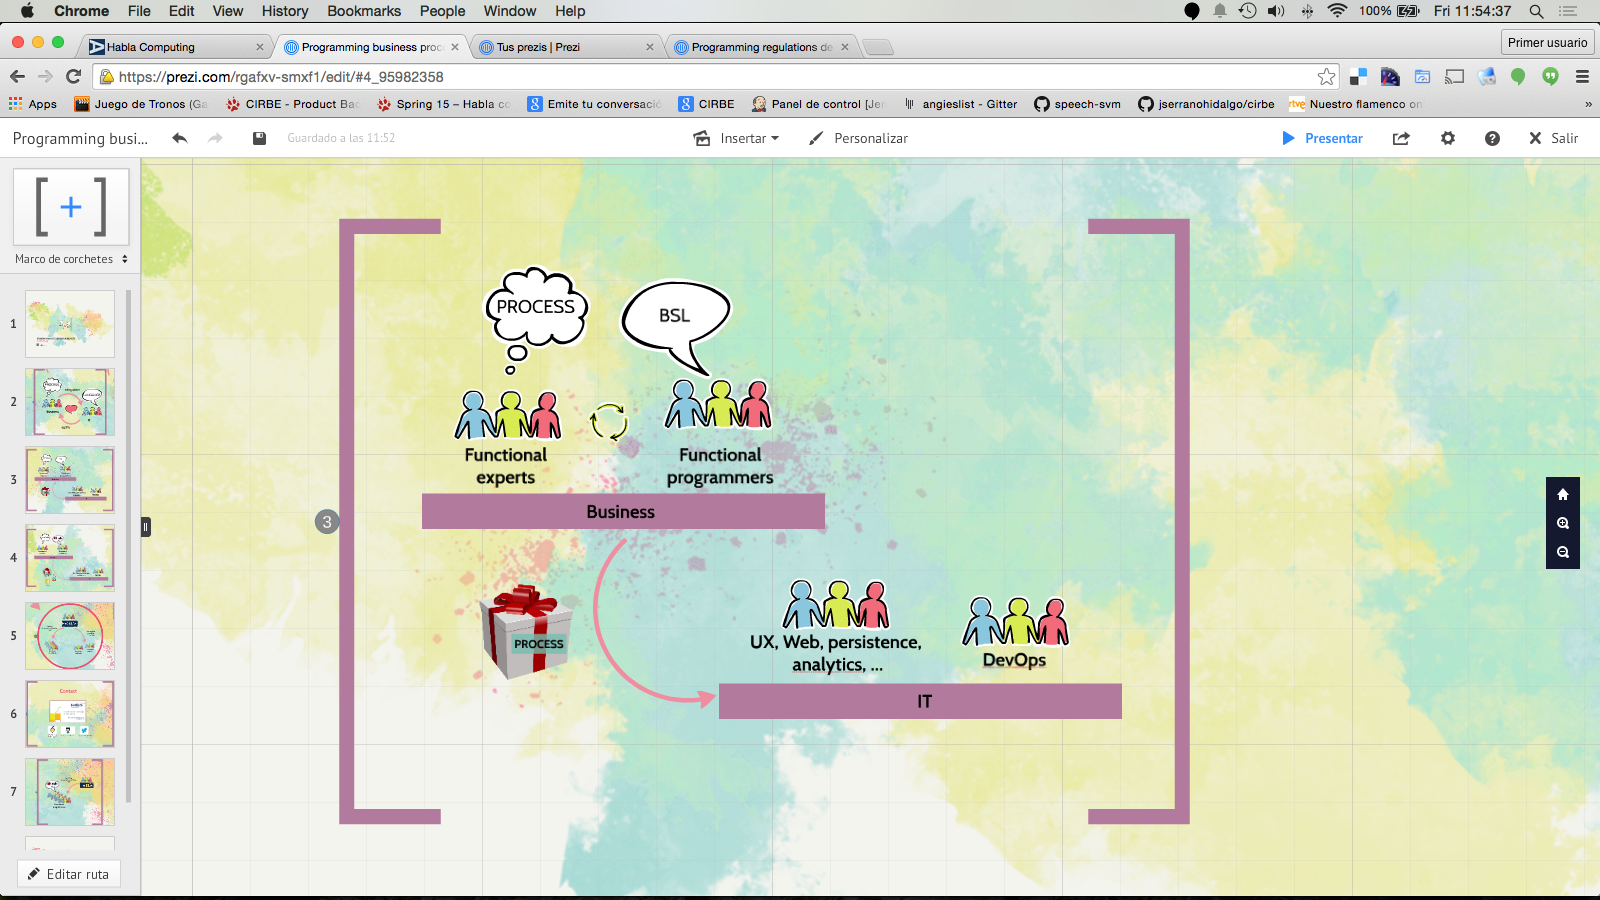 Chrome File Edit View History Bookmarks People Window Help 100% Fri 11:54:37
Habla Computing
Programming business proc
Tus prezis | Prezi
Programming regulations de
Primer usuario
https://prezi.com/rgafxv-smxf1/edit/#4_95982358
Apps
Juego de Tronos (Ga
CIRBE - Product Bac
Spring 15 – Habla co
Emite tu conversació
CIRBE
Panel de control [Jen
angieslist - Gitter
speech-svm
jserranohidalgo/cirbe
rtve
Nuestro flamenco on
»
Programming busi...
Guardado a las 11:52
Insertar
Personalizar
Presentar
Salir
Marco de corchetes
1
2
3
4
5
6
Contact
7
Editar ruta
3
PROCESS
BSL
Functional
experts
Functional
programmers
Business
PROCESS
UX, Web, persistence,
analytics, ...
DevOps
IT